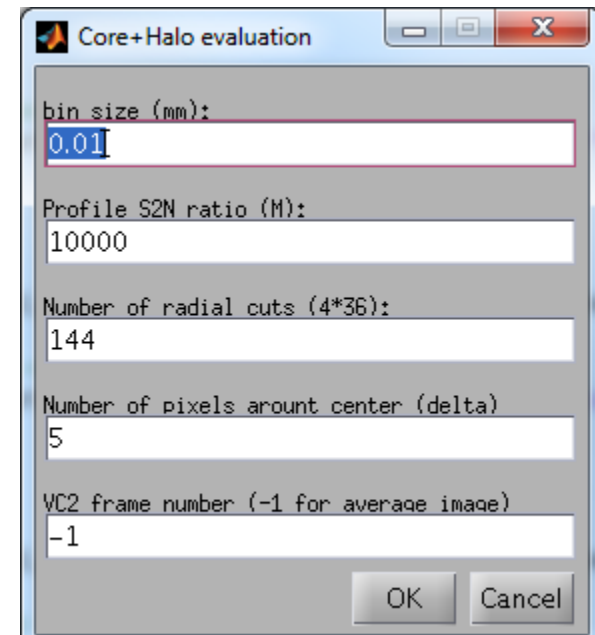 Core+Halo evaluation
bin size (mm):
0.01
Profile S2N ratio (M):
10000
Number of radial cuts (4*36):
144
Number of pixels arount center (delta)
5
VC2 frame number (-1 for average image)
-1
OK Cancel